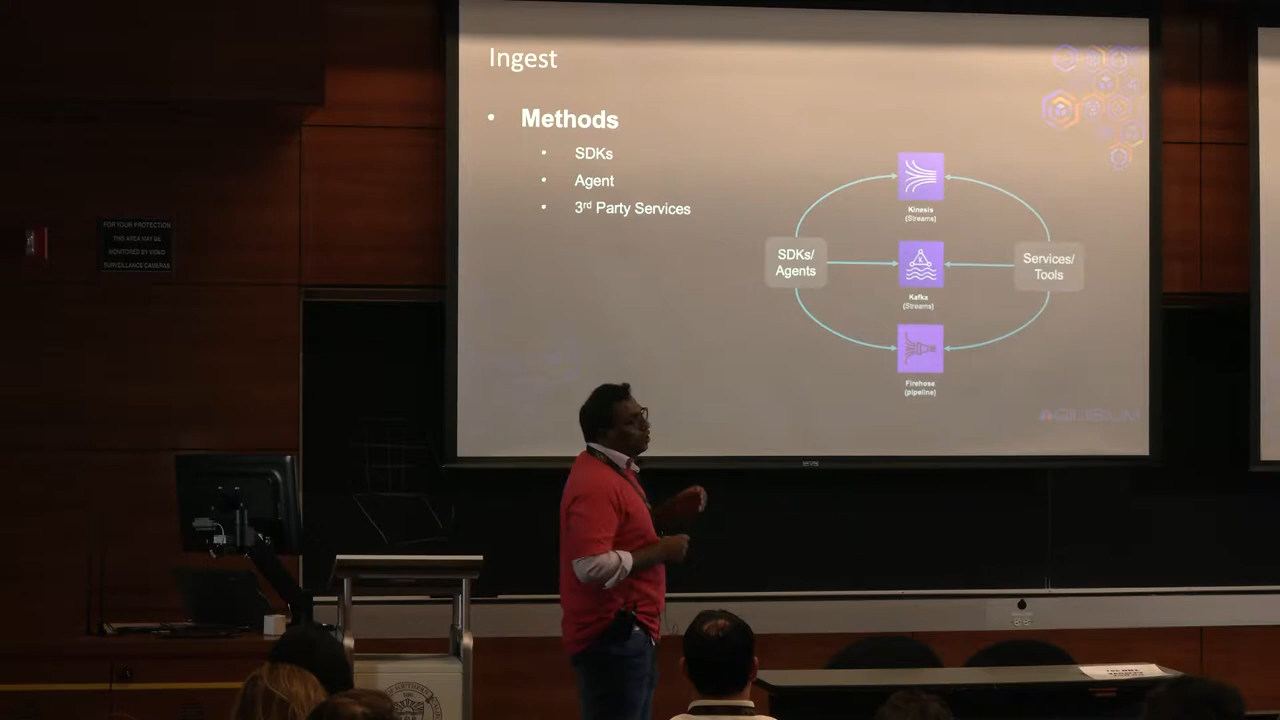 Ingest
• Methods
• SDKs
• Agent
• 3rd Party Services
Kinesis
(Streams)
SDKs/
Agents
Services/
Tools
Kafka
(Streams)
Firehose
(pipeline)
FOR YOUR PROTECTION
THIS AREA MAY BE
MONITORED BY VIDEO
SURVEILLANCE CAMERAS